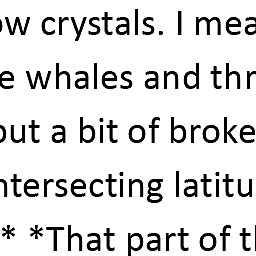 ow crystals. I mea
e whales and thr
out a bit of broke
ntersecting latitu
* *That part of th